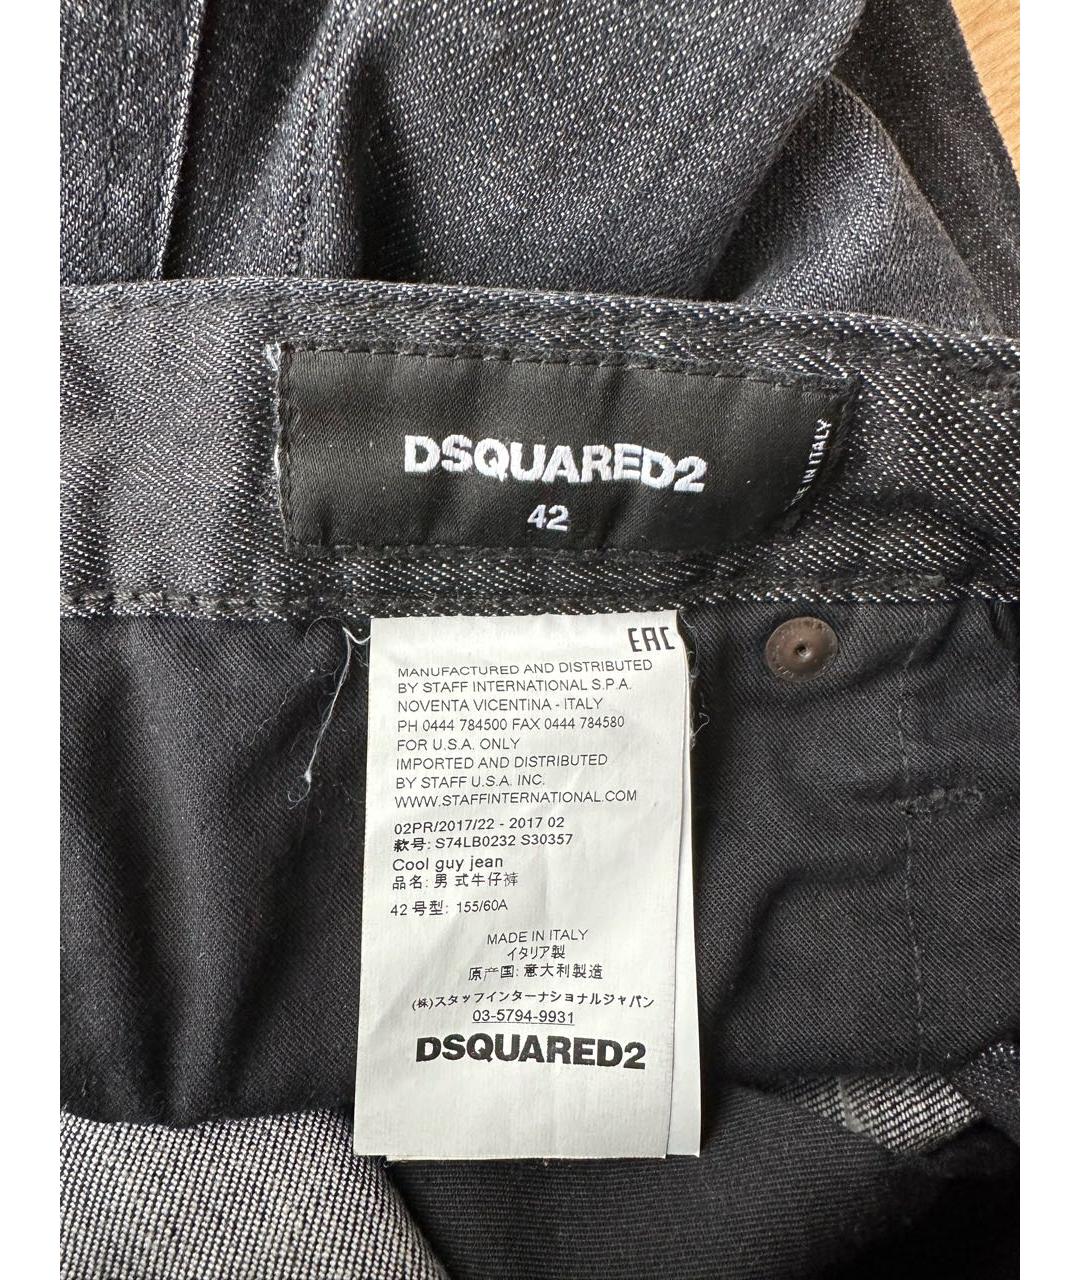 DSQUARED2
42
IN ITALY
EAC
MANUFACTURED AND DISTRIBUTED
BY STAFF INTERNATIONAL S.P.A.
NOVENTA VICENTINA - ITALY
PH 0444 784500 FAX 0444 784580
FOR U.S.A. ONLY
IMPORTED AND DISTRIBUTED
BY STAFF U.S.A. INC.
WWW.STAFFINTERNATIONAL.COM
02PR/2017/22 - 2017 02
款号: S74LB0232 S30357
Cool guy jean
品名: 男 式牛仔裤
42 号型: 155/60A
MADE IN ITALY
イタリア製
原产国: 意大利製造
(株)スタッフインターナショナルジャパン
03-5794-9931
DSQUARED2